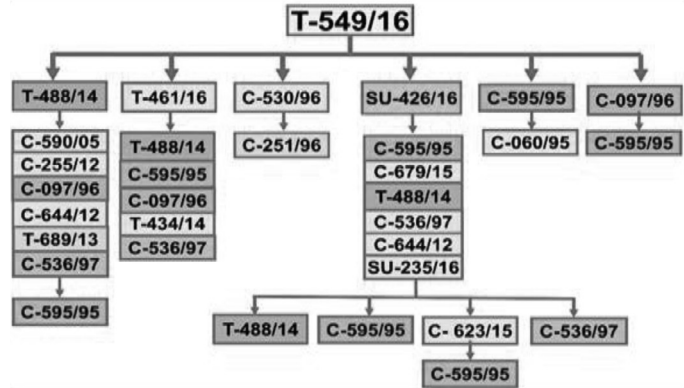 T-549/16
T-488/14
T-461/16
C-530/96
SU-426/16
C-595/95
C-097/96
C-590/05
C-255/12
C-097/96
C-644/12
T-689/13
C-536/97
C-595/95
T-488/14
C-595/95
C-097/96
T-434/14
C-536/97
C-251/96
C-595/95
C-679/15
T-488/14
C-536/97
C-644/12
SU-235/16
C-060/95
C-595/95
T-488/14
C-595/95
C- 623/15
C-536/97
C-595/95